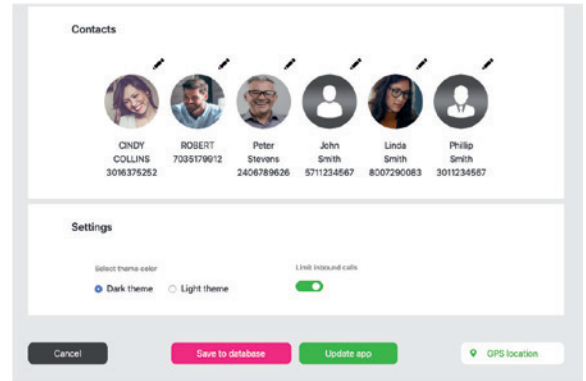 Contacts
CINDY COLLINS 3016375252
ROBERT 7035179912
Peter Stevens 2406789626
John Smith 5711234567
Linda Smith 8007290083
Phillip Smith 3011234567
Settings
Select theme color
Limit inbound calls
Dark theme Light theme
Cancel Save to database Update app GPS location